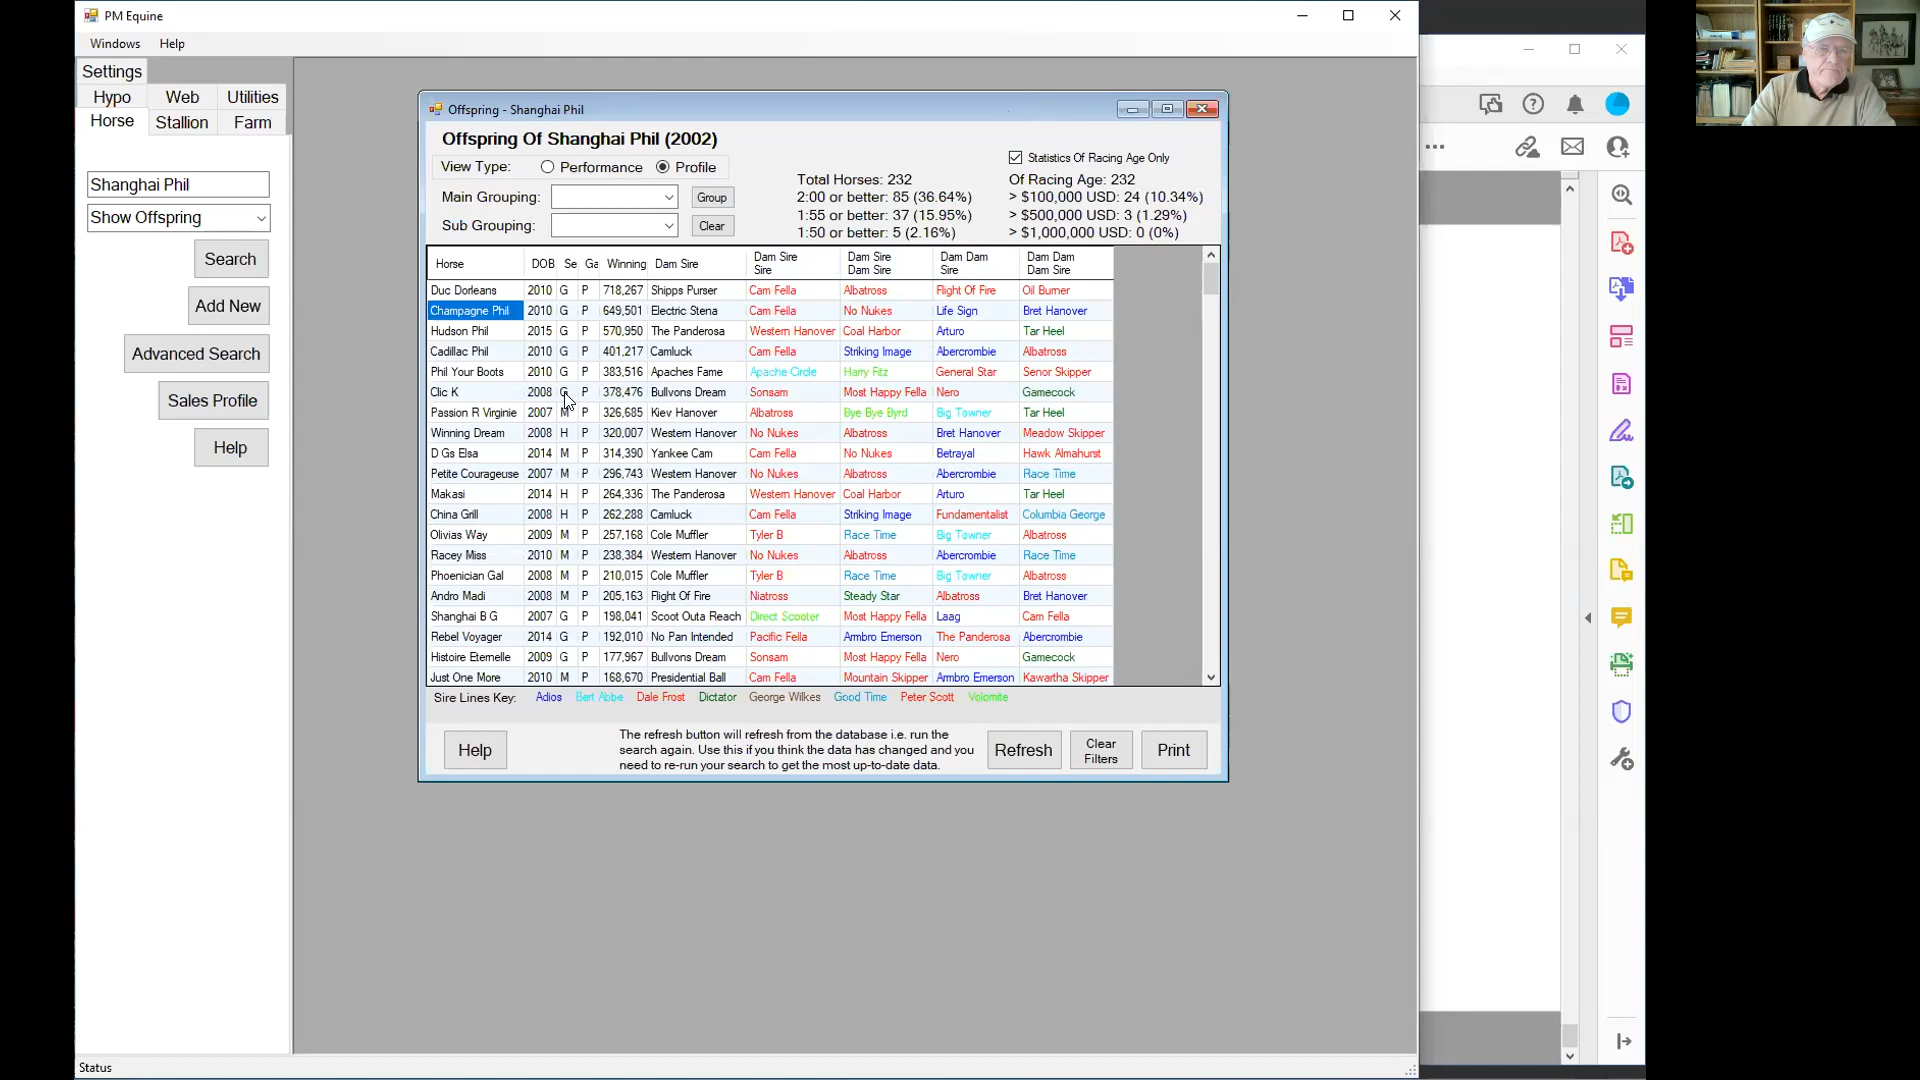 PM Equine
Windows Help
Settings
Hypo Web Utilities
Horse Stallion Farm
Shanghai Phil
Show Offspring
Search
Add New
Advanced Search
Sales Profile
Help
Offspring - Shanghai Phil
Offspring Of Shanghai Phil (2002)
View Type: Performance Profile
Main Grouping: Group
Sub Grouping: Clear
Statistics Of Racing Age Only
Total Horses: 232 Of Racing Age: 232
2:00 or better: 85 (36.64%) > $100,000 USD: 24 (10.34%)
1:55 or better: 37 (15.95%) > $500,000 USD: 3 (1.29%)
1:50 or better: 5 (2.16%) > $1,000,000 USD: 0 (0%)
Horse DOB Se Ga Winning Dam Sire Dam Sire Sire Dam Sire Dam Sire Dam Dam Sire Dam Dam Dam Sire
Duc Dorleans 2010 G P 718,267 Shipps Purser Cam Fella Albatross Flight Of Fire Oil Burner
Champagne Phil 2010 G P 649,501 Electric Stena Cam Fella No Nukes Life Sign Bret Hanover
Hudson Phil 2015 G P 570,950 The Panderosa Western Hanover Coal Harbor Arturo Tar Heel
Cadillac Phil 2010 G P 401,217 Camluck Cam Fella Striking Image Abercrombie Albatross
Phil Your Boots 2010 G P 383,516 Apaches Fame Apache Circle Harry Fitz General Star Senor Skipper
Clic K 2008 G P 378,476 Bullvons Dream Sonsam Most Happy Fella Nero Gamecock
Passion R Virginie 2007 M P 326,685 Kiev Hanover Albatross Bye Bye Byrd Big Towner Tar Heel
Winning Dream 2008 H P 320,007 Western Hanover No Nukes Albatross Bret Hanover Meadow Skipper
D Gs Elsa 2014 M P 314,390 Yankee Cam Cam Fella No Nukes Betrayal Hawk Almahurst
Petite Courageuse 2007 M P 296,743 Western Hanover No Nukes Albatross Abercrombie Race Time
Makasi 2014 H P 264,336 The Panderosa Western Hanover Coal Harbor Arturo Tar Heel
China Grill 2008 H P 262,288 Camluck Cam Fella Striking Image Fundamentalist Columbia George
Olivias Way 2009 M P 257,168 Cole Muffler Tyler B Race Time Big Towner Albatross
Racey Miss 2010 M P 238,384 Western Hanover No Nukes Albatross Abercrombie Race Time
Phoenician Gal 2008 M P 210,015 Cole Muffler Tyler B Race Time Big Towner Albatross
Andro Madi 2008 M P 205,163 Flight Of Fire Niatross Steady Star Albatross Bret Hanover
Shanghai B G 2007 G P 198,041 Scoot Outa Reach Direct Scooter Most Happy Fella Laag Cam Fella
Rebel Voyager 2014 G P 192,010 No Pan Intended Pacific Fella Armbro Emerson The Panderosa Abercrombie
Histoire Eternelle 2009 G P 177,967 Bullvons Dream Sonsam Most Happy Fella Nero Gamecock
Just One More 2010 M P 168,670 Presidential Ball Cam Fella Mountain Skipper Armbro Emerson Kawartha Skipper
Sire Lines Key: Adios Bert Abbe Dale Frost Dictator George Wilkes Good Time Peter Scott Volomite
Help
The refresh button will refresh from the database i.e. run the
search again. Use this if you think the data has changed and you
need to re-run your search to get the most up-to-date data.
Refresh
Clear
Filters
Print
Status